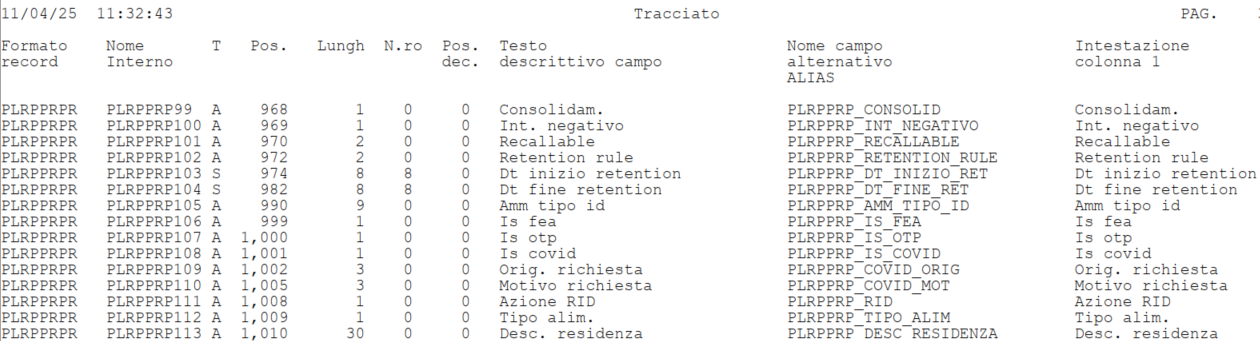 11/04/25 11:32:43 Tracciato PAG.
Formato Nome T Pos. Lungh N.ro Pos. Testo Nome campo Intestazione
record Interno dec. descrittivo campo alternativo colonna 1
ALIAS
PLRPPRPR PLRPPRP99 A 968 1 0 0 Consolidam. PLRPPRP_CONSOLID Consolidam.
PLRPPRPR PLRPPRP100 A 969 1 0 0 Int. negativo PLRPPRP_INT_NEGATIVO Int. negativo
PLRPPRPR PLRPPRP101 A 970 2 0 0 Recallable PLRPPRP_RECALLABLE Recallable
PLRPPRPR PLRPPRP102 A 972 2 0 0 Retention rule PLRPPRP_RETENTION_RULE Retention rule
PLRPPRPR PLRPPRP103 S 974 8 8 0 Dt inizio retention PLRPPRP_DT_INIZIO_RET Dt inizio retention
PLRPPRPR PLRPPRP104 S 982 8 8 0 Dt fine retention PLRPPRP_DT_FINE_RET Dt fine retention
PLRPPRPR PLRPPRP105 A 990 9 0 0 Amm tipo id PLRPPRP_AMM_TIPO_ID Amm tipo id
PLRPPRPR PLRPPRP106 A 999 1 0 0 Is fea PLRPPRP_IS_FEA Is fea
PLRPPRPR PLRPPRP107 A 1,000 1 0 0 Is otp PLRPPRP_IS_OTP Is otp
PLRPPRPR PLRPPRP108 A 1,001 1 0 0 Is covid PLRPPRP_IS_COVID Is covid
PLRPPRPR PLRPPRP109 A 1,002 3 0 0 Orig. richiesta PLRPPRP_COVID_ORIG Orig. richiesta
PLRPPRPR PLRPPRP110 A 1,005 3 0 0 Motivo richiesta PLRPPRP_COVID_MOT Motivo richiesta
PLRPPRPR PLRPPRP111 A 1,008 1 0 0 Azione RID PLRPPRP_RID Azione RID
PLRPPRPR PLRPPRP112 A 1,009 1 0 0 Tipo alim. PLRPPRP_TIPO_ALIM Tipo alim.
PLRPPRPR PLRPPRP113 A 1,010 30 0 0 Desc. residenza PLRPPRP_DESC_RESIDENZA Desc. residenza